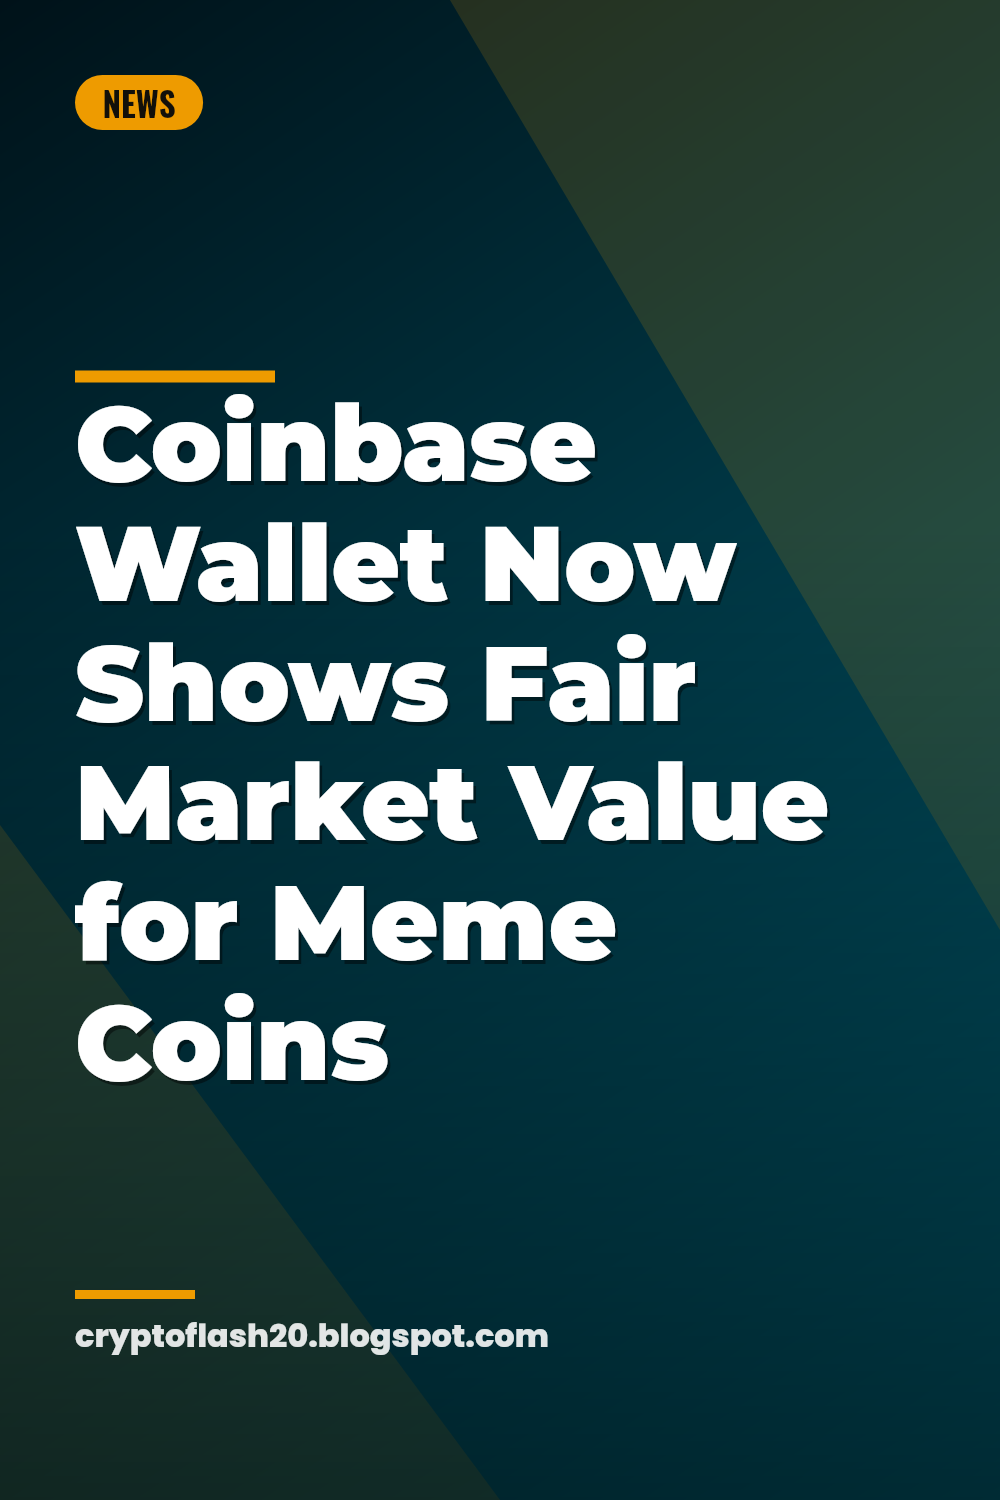 NEWS
Coinbase
Wallet Now
Shows Fair
Market Value
for Meme
Coins
cryptoflash20.blogspot.com